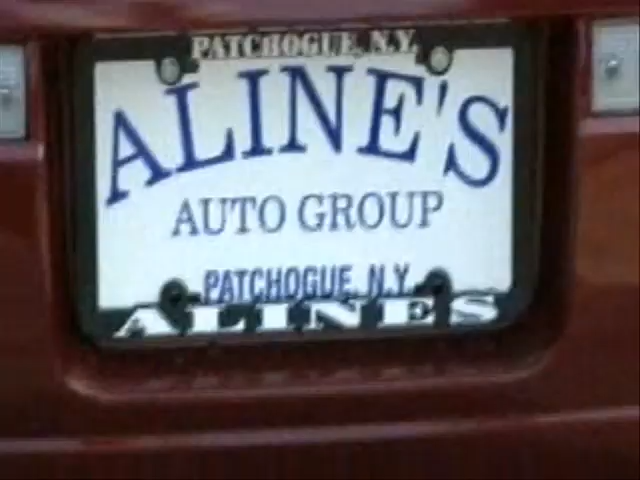 PATCHOGUE, N.Y.
ALINE'S
AUTO GROUP
PATCHOGUE, N.Y.
ALINES